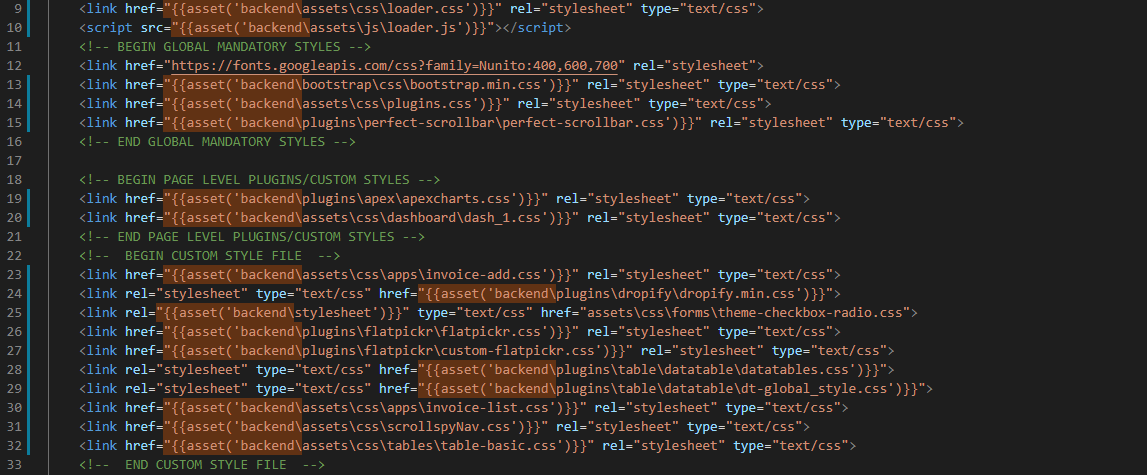 9 <link href="{{asset('backend\assets\css\loader.css')}}" rel="stylesheet" type="text/css">
10 <script src="{{asset('backend\assets\js\loader.js')}}"></script>
11 <!-- BEGIN GLOBAL MANDATORY STYLES -->
12 <link href="https://fonts.googleapis.com/css?family=Nunito:400,600,700" rel="stylesheet">
13 <link href="{{asset('backend\bootstrap\css\bootstrap.min.css')}}" rel="stylesheet" type="text/css">
14 <link href="{{asset('backend\assets\css\plugins.css')}}" rel="stylesheet" type="text/css">
15 <link href="{{asset('backend\plugins\perfect-scrollbar\perfect-scrollbar.css')}}" rel="stylesheet" type="text/css">
16 <!-- END GLOBAL MANDATORY STYLES -->
17
18 <!-- BEGIN PAGE LEVEL PLUGINS/CUSTOM STYLES -->
19 <link href="{{asset('backend\plugins\apex\apexcharts.css')}}" rel="stylesheet" type="text/css">
20 <link href="{{asset('backend\assets\css\dashboard\dash_1.css')}}" rel="stylesheet" type="text/css">
21 <!-- END PAGE LEVEL PLUGINS/CUSTOM STYLES -->
22 <!--  BEGIN CUSTOM STYLE FILE  -->
23 <link href="{{asset('backend\assets\css\apps\invoice-add.css')}}" rel="stylesheet" type="text/css">
24 <link rel="stylesheet" type="text/css" href="{{asset('backend\plugins\dropify\dropify.min.css')}}">
25 <link rel="{{asset('backend\stylesheet')}}" type="text/css" href="assets\css\forms\theme-checkbox-radio.css">
26 <link href="{{asset('backend\plugins\flatpickr\flatpickr.css')}}" rel="stylesheet" type="text/css">
27 <link href="{{asset('backend\plugins\flatpickr\custom-flatpickr.css')}}" rel="stylesheet" type="text/css">
28 <link rel="stylesheet" type="text/css" href="{{asset('backend\plugins\table\datatable\datatables.css')}}">
29 <link rel="stylesheet" type="text/css" href="{{asset('backend\plugins\table\datatable\dt-global_style.css')}}">
30 <link href="{{asset('backend\assets\css\apps\invoice-list.css')}}" rel="stylesheet" type="text/css">
31 <link href="{{asset('backend\assets\css\scrollspyNav.css')}}" rel="stylesheet" type="text/css">
32 <link href="{{asset('backend\assets\css\tables\table-basic.css')}}" rel="stylesheet" type="text/css">
33 <!--  END CUSTOM STYLE FILE  -->